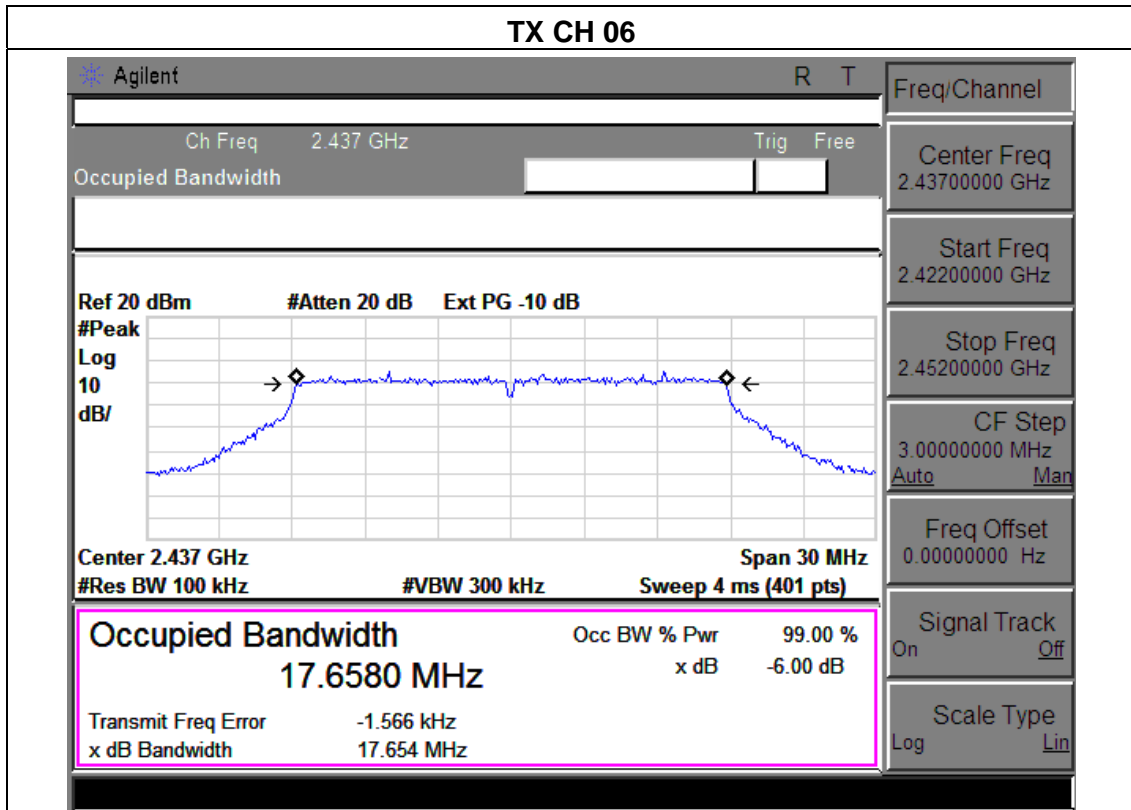 TX CH 06
Agilent R T
Ch Freq 2.437 GHz Trig Free
Occupied Bandwidth
Ref 20 dBm #Atten 20 dB Ext PG -10 dB
#Peak
Log
10
dB/
Center 2.437 GHz Span 30 MHz
#Res BW 100 kHz #VBW 300 kHz Sweep 4 ms (401 pts)
Occupied Bandwidth Occ BW % Pwr 99.00 %
17.6580 MHz x dB -6.00 dB
Transmit Freq Error -1.566 kHz
x dB Bandwidth 17.654 MHz
Freq/Channel
Center Freq
2.43700000 GHz
Start Freq
2.42200000 GHz
Stop Freq
2.45200000 GHz
CF Step
3.00000000 MHz
Auto Man
Freq Offset
0.00000000 Hz
Signal Track
On Off
Scale Type
Log Lin